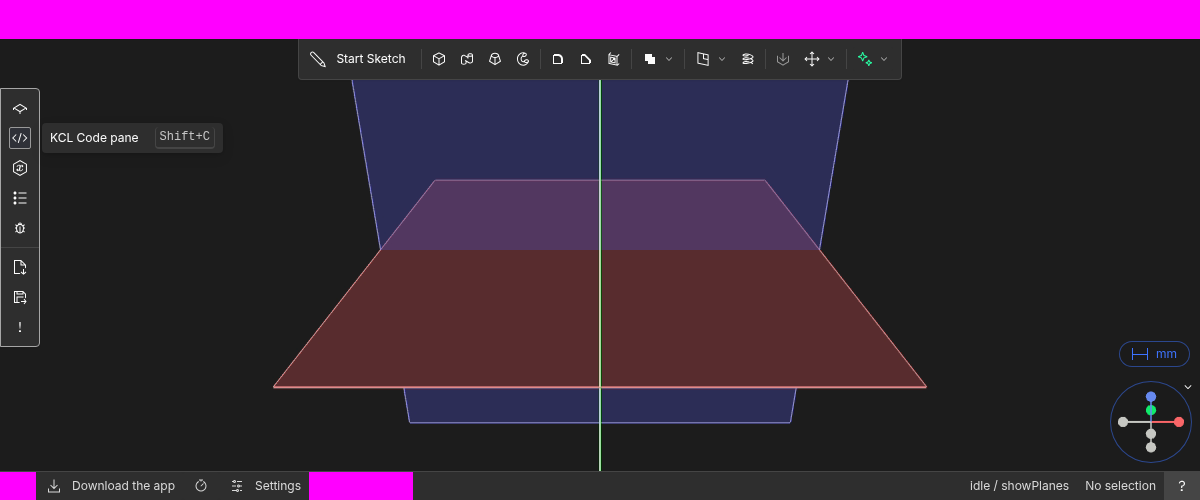 Start Sketch
KCL Code pane Shift+C
mm
Download the app Settings idle / showPlanes No selection ?